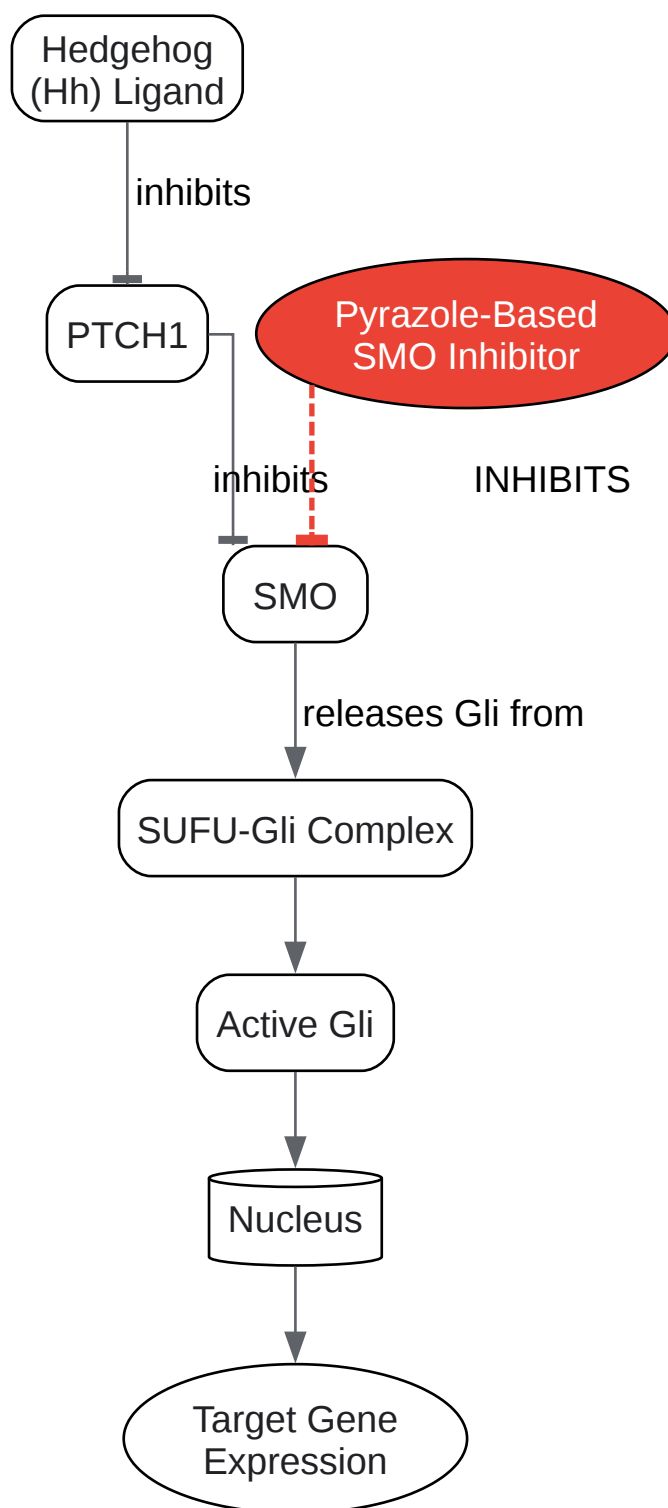 Hedgehog
(Hh) Ligand
inhibits
PTCH1
Pyrazole-Based
SMO Inhibitor
inhibits
INHIBITS
SMO
releases Gli from
SUFU-Gli Complex
Active Gli
Nucleus
Target Gene
Expression